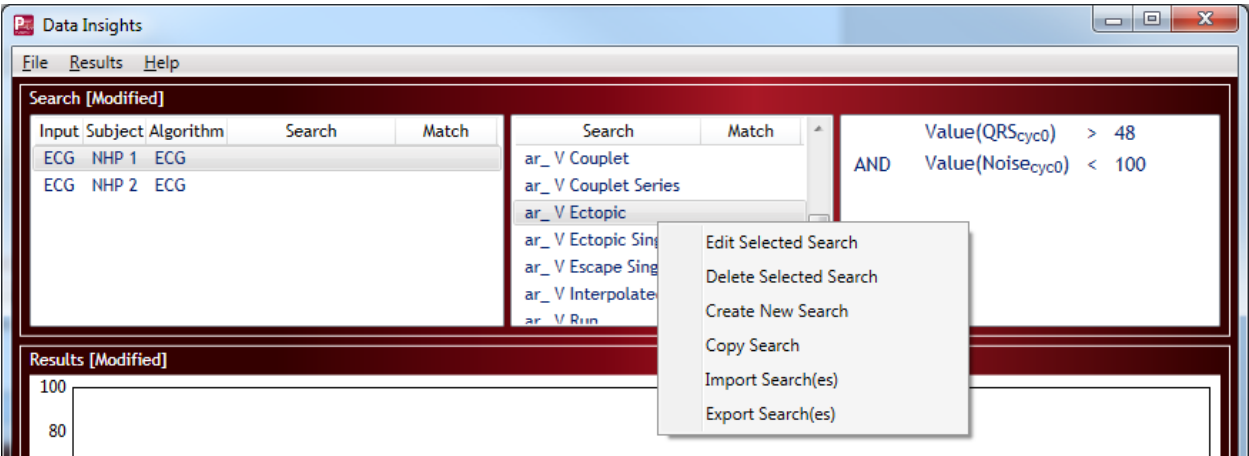 Data Insights
File Results Help
Search [Modified]
Input Subject Algorithm Search Match
ECG NHP 1 ECG
ECG NHP 2 ECG
Search Match
ar_ V Couplet
ar_ V Couplet Series
ar_ V Ectopic
ar_ V Ectopic Sing
ar_ V Escape Sing
ar_ V Interpolate
ar_ V Run
Value(QRScyc0) > 48
AND Value(Noisecyc0) < 100
Edit Selected Search
Delete Selected Search
Create New Search
Copy Search
Import Search(es)
Export Search(es)
Results [Modified]
100
80